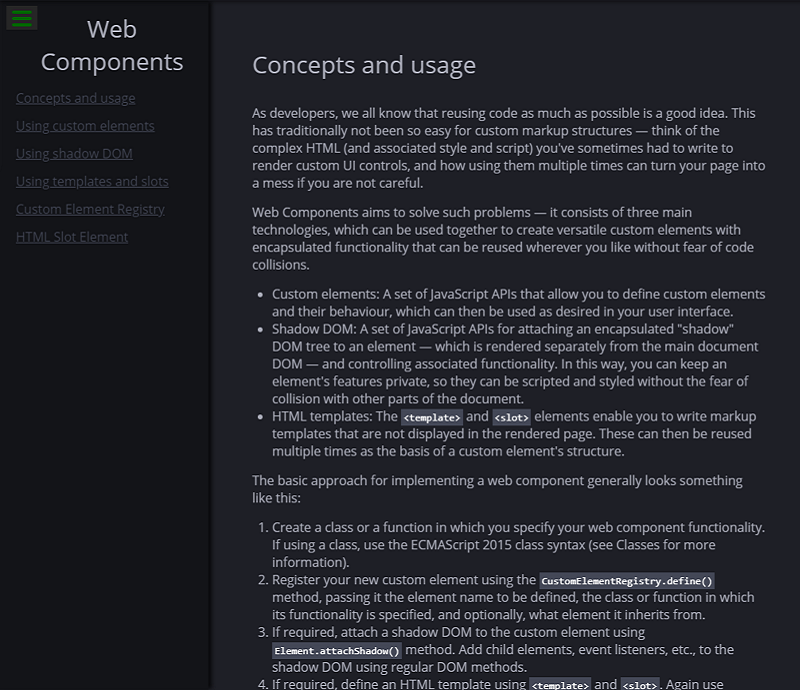 Web
Components
Concepts and usage
Using custom elements
Using shadow DOM
Using templates and slots
Custom Element Registry
HTML Slot Element
Concepts and usage
As developers, we all know that reusing code as much as possible is a good idea. This
has traditionally not been so easy for custom markup structures — think of the
complex HTML (and associated style and script) you've sometimes had to write to
render custom UI controls, and how using them multiple times can turn your page into
a mess if you are not careful.
Web Components aims to solve such problems — it consists of three main
technologies, which can be used together to create versatile custom elements with
encapsulated functionality that can be reused wherever you like without fear of code
collisions.
• Custom elements: A set of JavaScript APIs that allow you to define custom elements
and their behaviour, which can then be used as desired in your user interface.
• Shadow DOM: A set of JavaScript APIs for attaching an encapsulated "shadow"
DOM tree to an element — which is rendered separately from the main document
DOM — and controlling associated functionality. In this way, you can keep an
element's features private, so they can be scripted and styled without the fear of
collision with other parts of the document.
• HTML templates: The <template> and <slot> elements enable you to write markup
templates that are not displayed in the rendered page. These can then be reused
multiple times as the basis of a custom element's structure.
The basic approach for implementing a web component generally looks something
like this:
1. Create a class or a function in which you specify your web component functionality.
If using a class, use the ECMAScript 2015 class syntax (see Classes for more
information).
2. Register your new custom element using the CustomElementRegistry.define()
method, passing it the element name to be defined, the class or function in which
its functionality is specified, and optionally, what element it inherits from.
3. If required, attach a shadow DOM to the custom element using
Element.attachShadow() method. Add child elements, event listeners, etc., to the
shadow DOM using regular DOM methods.
4. If required, define an HTML template using <template> and <slot>. Again use